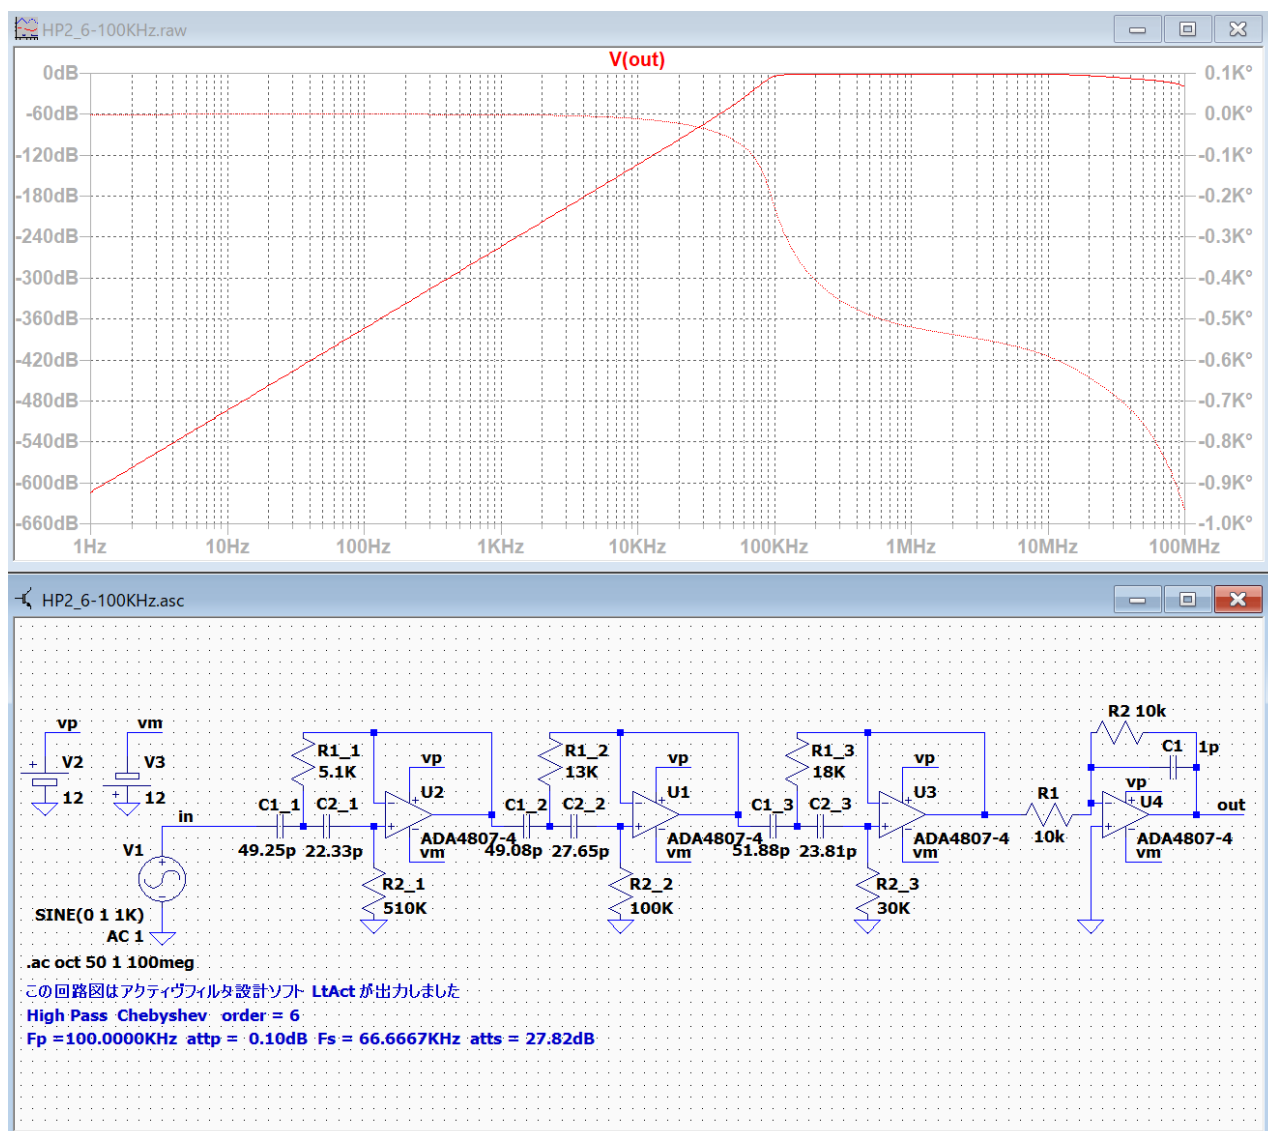 HP2_6-100KHz.raw
V(out)
0dB
-60dB
-120dB
-180dB
-240dB
-300dB
-360dB
-420dB
-480dB
-540dB
-600dB
-660dB
0.1K°
0.0K°
-0.1K°
-0.2K°
-0.3K°
-0.4K°
-0.5K°
-0.6K°
-0.7K°
-0.8K°
-0.9K°
-1.0K°
1Hz 10Hz 100Hz 1KHz 10KHz 100KHz 1MHz 10MHz 100MHz
HP2_6-100KHz.asc
vp
V2
12
vm
V3
12
in
V1
SINE(0 1 1K)
AC 1
C1_1
49.25p
R1_1
5.1K
C2_1
22.33p
R2_1
510K
vp
U2
ADA4807-4
vm
C1_2
49.08p
R1_2
13K
C2_2
27.65p
R2_2
100K
vp
U1
ADA4807-4
vm
C1_3
51.88p
R1_3
18K
C2_3
23.81p
R2_3
30K
vp
U3
ADA4807-4
vm
R1
10k
R2 10k
C1 1p
vp
U4
ADA4807-4
vm
out
.ac oct 50 1 100meg
この回路図はアクティヴフィルタ設計ソフト LtAct が出力しました
High Pass Chebyshev order = 6
Fp =100.0000KHz attp = 0.10dB Fs = 66.6667KHz atts = 27.82dB